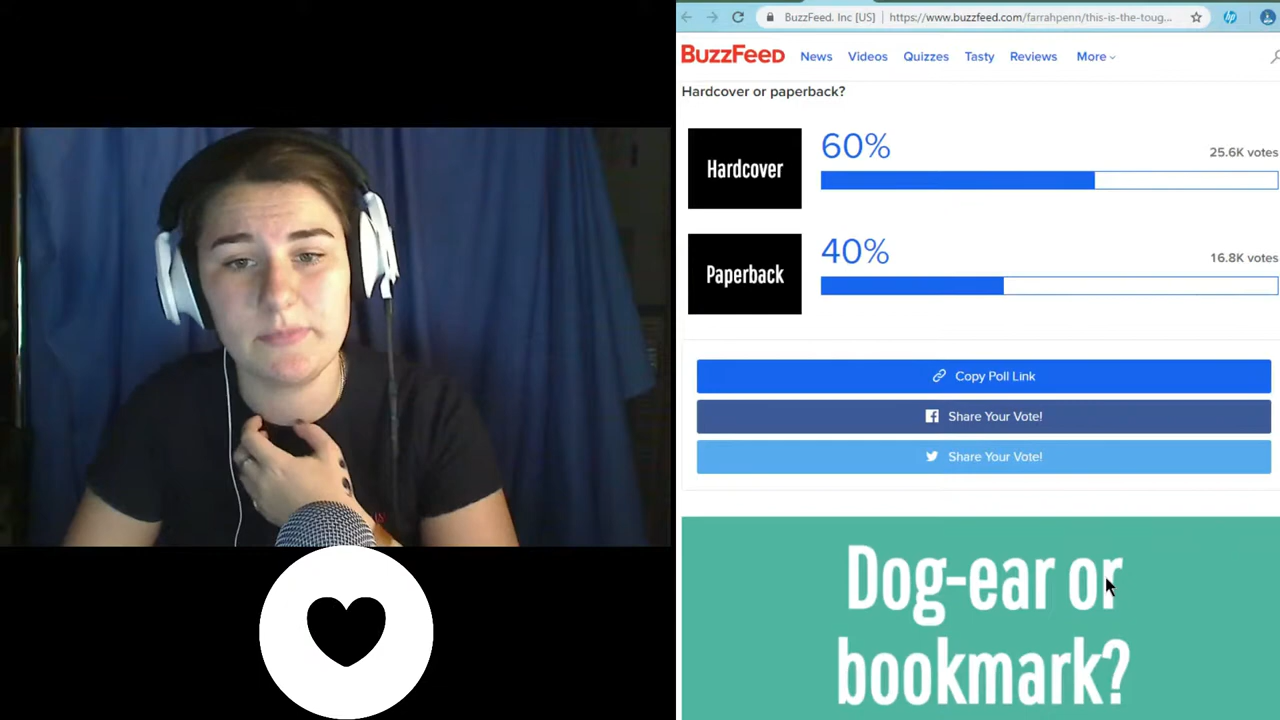 BuzzFeed, Inc [US]
https://www.buzzfeed.com/farrahpenn/this-is-the-toug...
BuzzFeed
News
Videos
Quizzes
Tasty
Reviews
More
Hardcover or paperback?
Hardcover
60%
25.6K votes
Paperback
40%
16.8K votes
Copy Poll Link
Share Your Vote!
Share Your Vote!
Dog-ear or
bookmark?